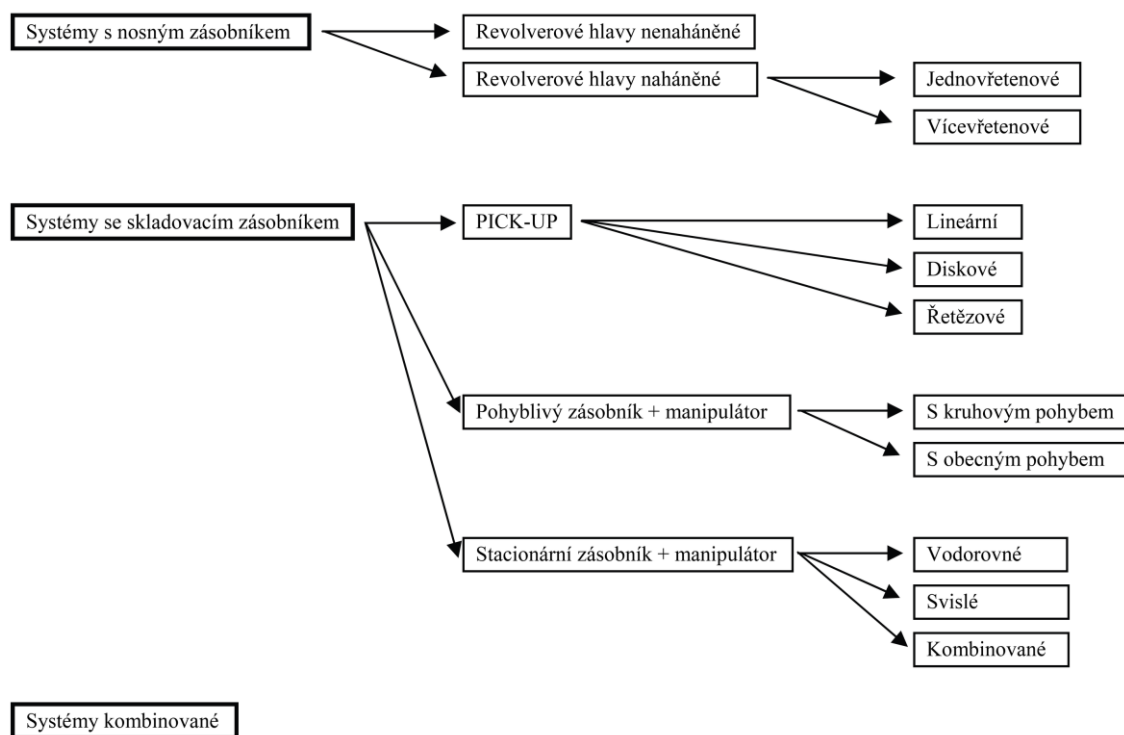 Systémy s nosným zásobníkem
Revolverové hlavy nenaháněné
Revolverové hlavy naháněné
Jednovřetenové
Vícevřetenové
Systémy se skladovacím zásobníkem
PICK-UP
Lineární
Diskové
Řetězové
Pohyblivý zásobník + manipulátor
S kruhovým pohybem
S obecným pohybem
Stacionární zásobník + manipulátor
Vodorovné
Svislé
Kombinované
Systémy kombinované